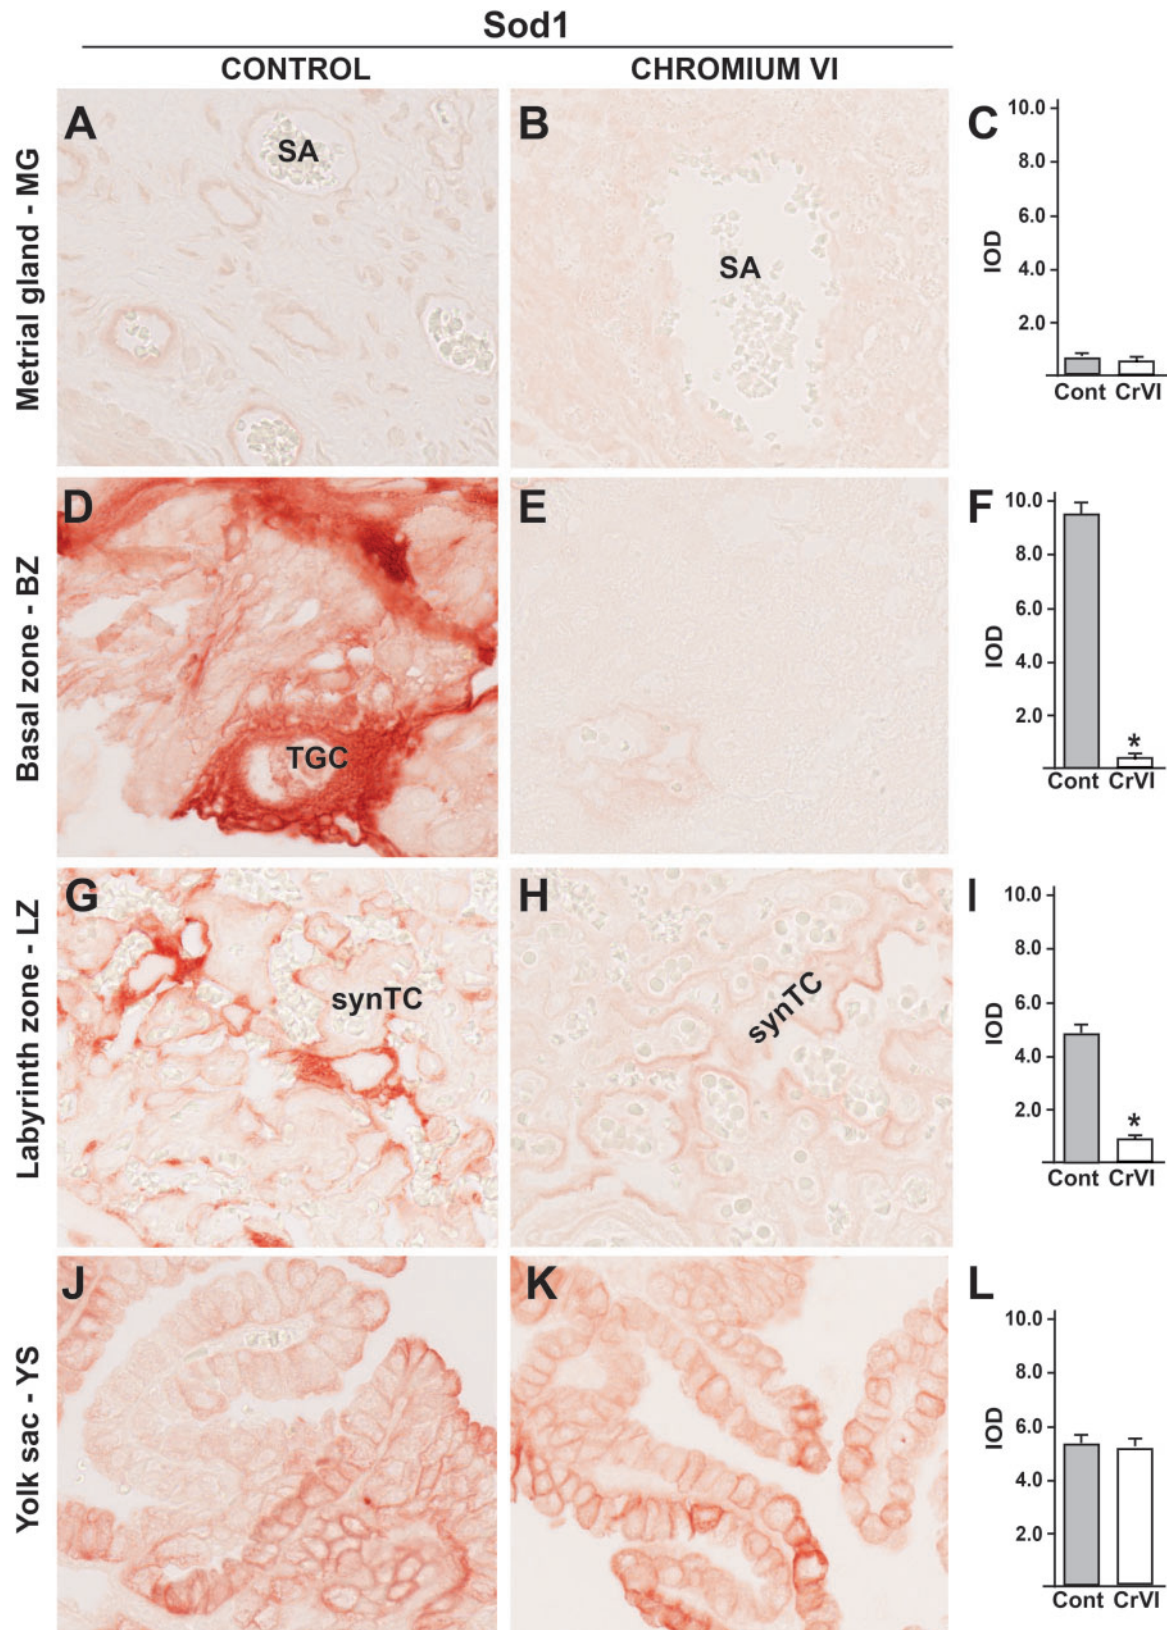 Sod1
CONTROL
CHROMIUM VI
Metrial gland - MG
A
SA
B
SA
C
10.0
8.0
6.0
4.0
2.0
IOD
Cont CrVI
Basal zone - BZ
D
TGC
E
F
10.0
8.0
6.0
4.0
2.0
IOD
*
Cont CrVI
Labyrinth zone - LZ
G
synTC
H
synTC
I
10.0
8.0
6.0
4.0
2.0
IOD
*
Cont CrVI
Yolk sac - YS
J
K
L
10.0
8.0
6.0
4.0
2.0
IOD
Cont CrVI